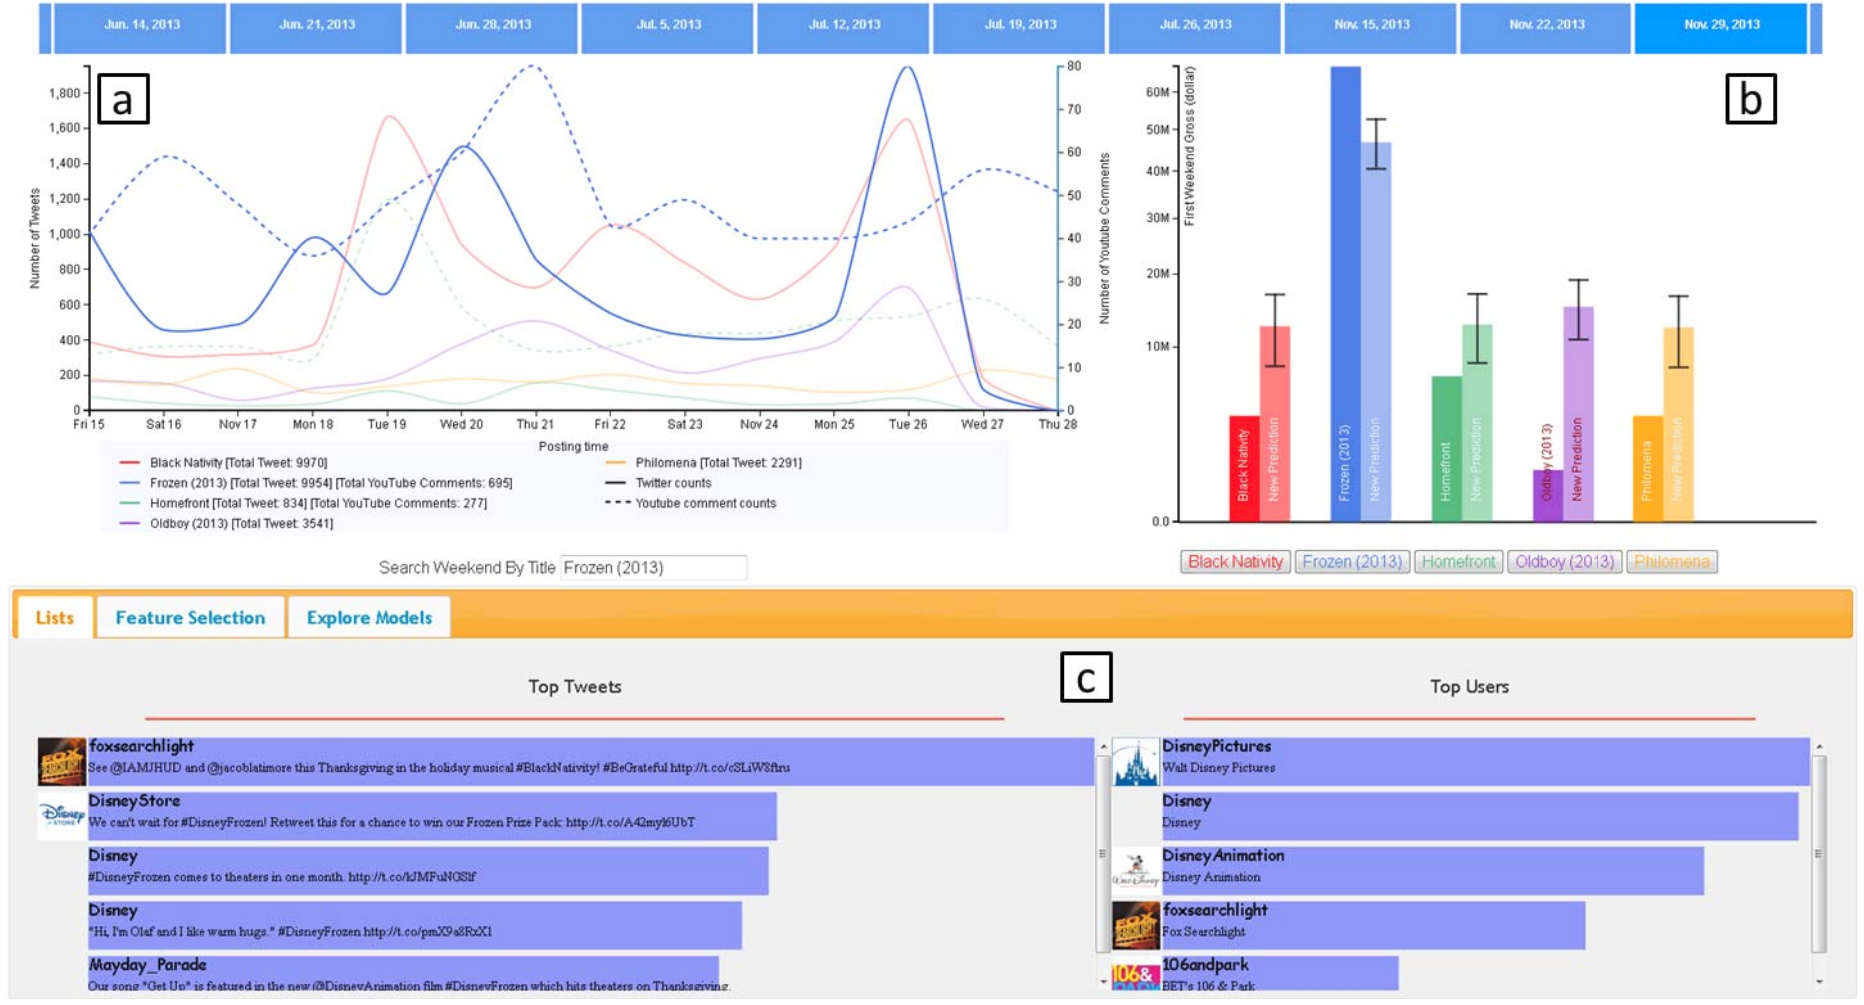 Jun. 14, 2013
Jun. 21, 2013
Jun. 28, 2013
Jul. 5, 2013
Jul. 12, 2013
Jul. 19, 2013
Jul. 26, 2013
Nov. 15, 2013
Nov. 22, 2013
Nov. 29, 2013
a
Number of Tweets
1,800
1,600
1,400
1,200
1,000
800
600
400
200
0
80
70
60
50
40
30
20
10
0
Number of Youtube Comments
Fri 15
Sat 16
Nov 17
Mon 18
Tue 19
Wed 20
Thu 21
Fri 22
Sat 23
Nov 24
Mon 25
Tue 26
Wed 27
Thu 28
Posting time
Black Nativity [Total Tweet: 9970]
Frozen (2013) [Total Tweet: 9954] [Total YouTube Comments: 695]
Homefront [Total Tweet: 834] [Total YouTube Comments: 277]
Oldboy (2013) [Total Tweet: 3541]
Philomena [Total Tweet: 2291]
Twitter counts
Youtube comment counts
b
First Weekend Gross (dollar)
60M
50M
40M
30M
20M
10M
0.0
Black Nativity
New Prediction
Frozen (2013)
New Prediction
Homefront
New Prediction
Oldboy (2013)
New Prediction
Philomena
New Prediction
Black Nativity
Frozen (2013)
Homefront
Oldboy (2013)
Philomena
Search Weekend By Title Frozen (2013)
Lists
Feature Selection
Explore Models
c
Top Tweets
foxsearchlight
See @IAMJHUD and @jacoblatimore this Thanksgiving in the holiday musical #BlackNativity! #BeGrateful
DisneyStore
We can't wait for #DisneyFrozen! Retweet this for a chance to win our Frozen Prize Pack:
Disney
#DisneyFrozen comes to theaters in one month.
Disney
"Hi, I'm Olaf and I like warm hugs." #DisneyFrozen
Mayday_Parade
Our song "Get Up" is featured in the new @DisneyAnimation film #DisneyFrozen which hits theaters on Thanksgiving.
Top Users
DisneyPictures
Walt Disney Pictures
Disney
Disney
DisneyAnimation
Disney Animation
foxsearchlight
Fox Searchlight
106andpark
BET's 106 & Park